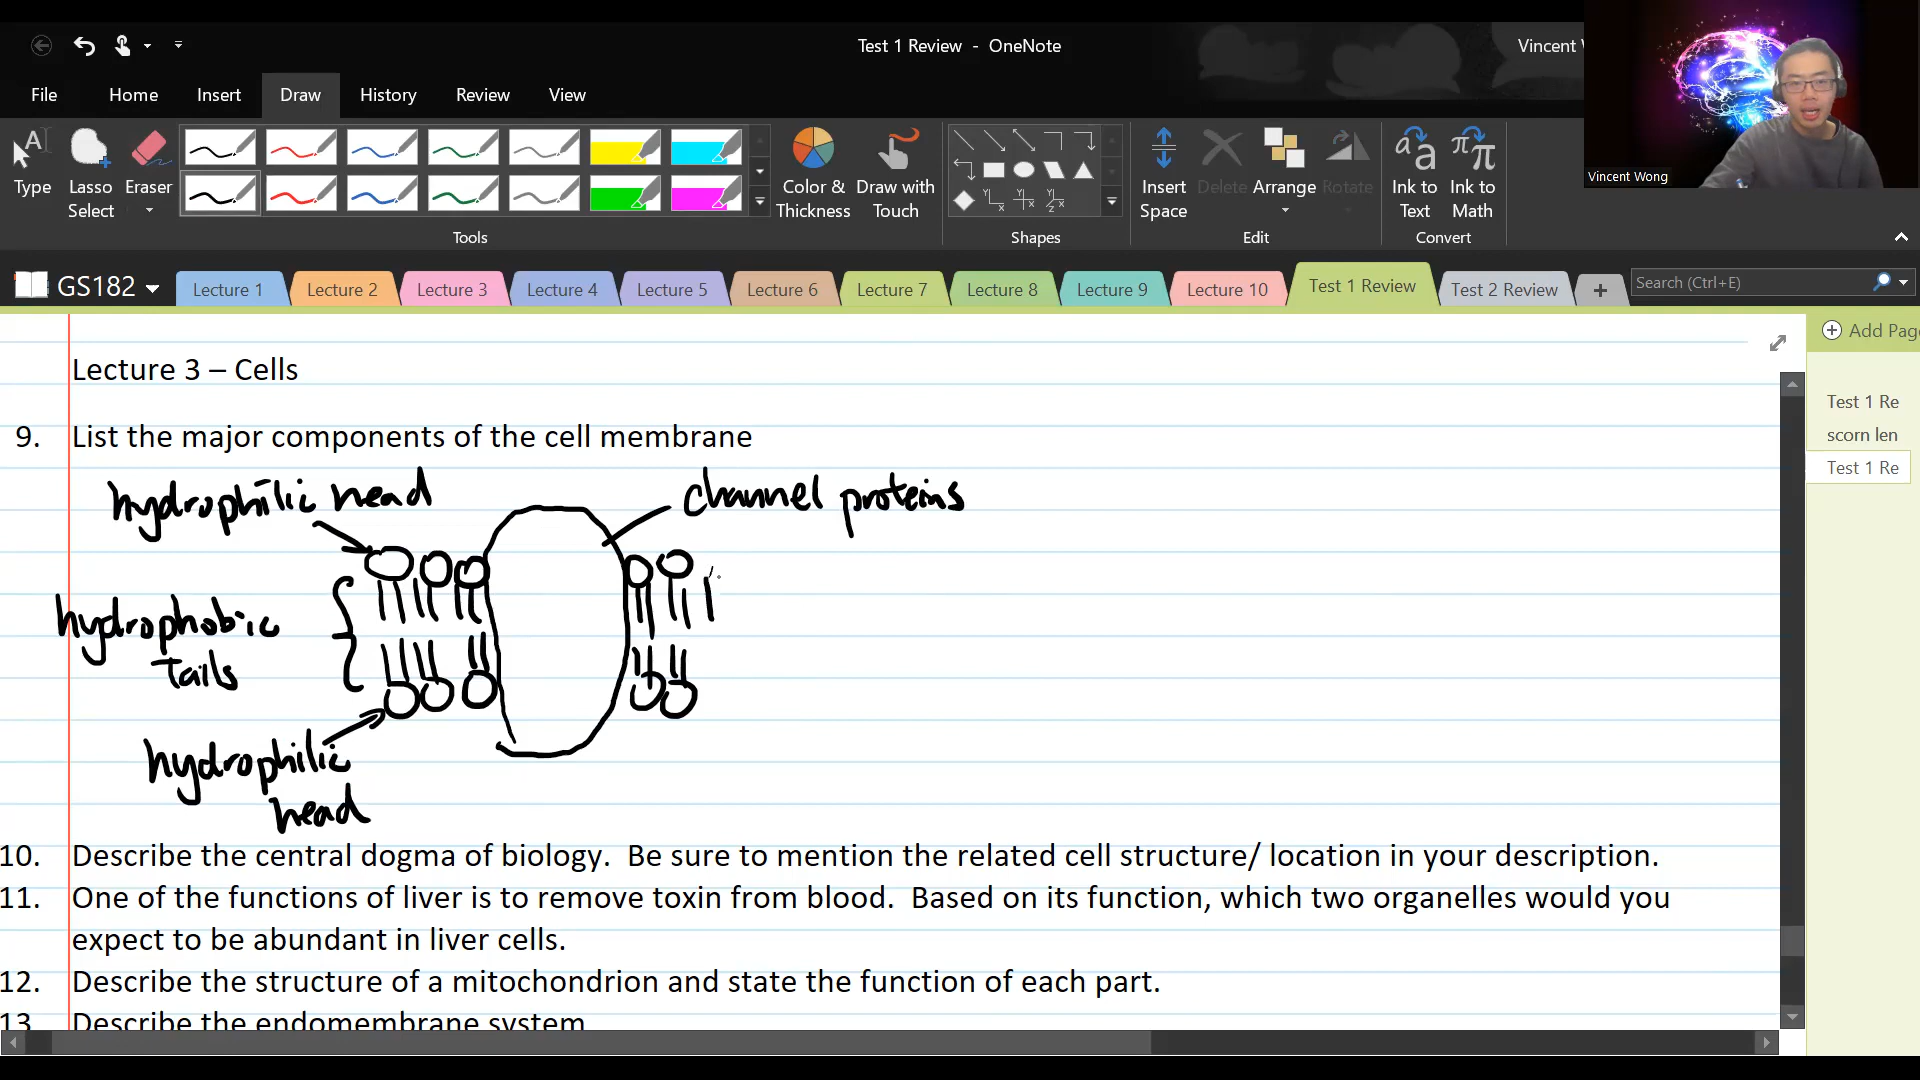 Test 1 Review - OneNote
Vincent W
File Home Insert Draw History Review View
Type
Lasso Select
Eraser
Color & Thickness
Draw with Touch
Insert Space
Delete
Arrange
Rotate
Ink to Text
Ink to Math
Tools
Shapes
Edit
Convert
Vincent Wong
GS182
Lecture 1
Lecture 2
Lecture 3
Lecture 4
Lecture 5
Lecture 6
Lecture 7
Lecture 8
Lecture 9
Lecture 10
Test 1 Review
Test 2 Review
Search (Ctrl+E)
Add Pag
Test 1 Re
scorn len
Test 1 Re
Lecture 3 – Cells
9. List the major components of the cell membrane
hydrophilic head
channel proteins
hydrophobic
tails
hydrophilic
head
10. Describe the central dogma of biology. Be sure to mention the related cell structure/ location in your description.
11. One of the functions of liver is to remove toxin from blood. Based on its function, which two organelles would you
expect to be abundant in liver cells.
12. Describe the structure of a mitochondrion and state the function of each part.
13. Describe the endomembrane system